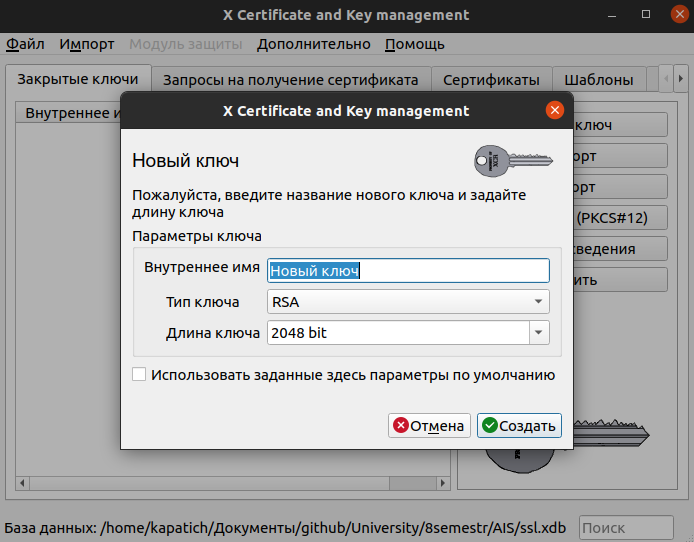 X Certificate and Key management
Файл Импорт Модуль защиты Дополнительно Помощь
Закрытые ключи Запросы на получение сертификата Сертификаты Шаблоны
Внутреннее и
ключ
орт
орт
(PKCS#12)
сведения
ить
X Certificate and Key management
Новый ключ
Пожалуйста, введите название нового ключа и задайте
длину ключа
Параметры ключа
Внутреннее имя Новый ключ
Тип ключа RSA
Длина ключа 2048 bit
Использовать заданные здесь параметры по умолчанию
Отмена Создать
База данных: /home/kapatich/Документы/github/University/8semestr/AIS/ssl.xdb Поиск